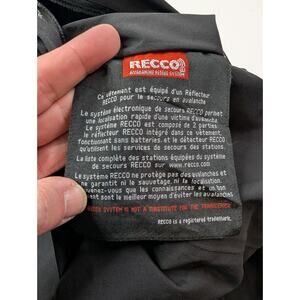 RECCO
AVALANCHE RESCUE SYSTEM
Ce vêtement est équipé d'un Réflecteur
RECCO pour le secours en avalanche
Le système électronique de secours RECCO permet
une localisation rapide d'une victime d'avalanche.
Le système RECCO est composé de 2 parties:
le réflecteur RECCO intégré dans ce vêtement,
fonctionnant sans batteries, et le détecteur RECCO
qu'utilisent les services de secours des stations.
La liste complète des stations équipées du système
de secours RECCO sur www.recco.com.
Le système RECCO ne protège pas des avalanches et
ne garantit ni le sauvetage, ni la localisation.
-venez-vous que les connaissances et un bon
sont de éviter les avalanches
RECCO SYSTEM IS NOT A SUBSTITUTE FOR THE TRANSCEIVER
RECCO is a registered trademark.